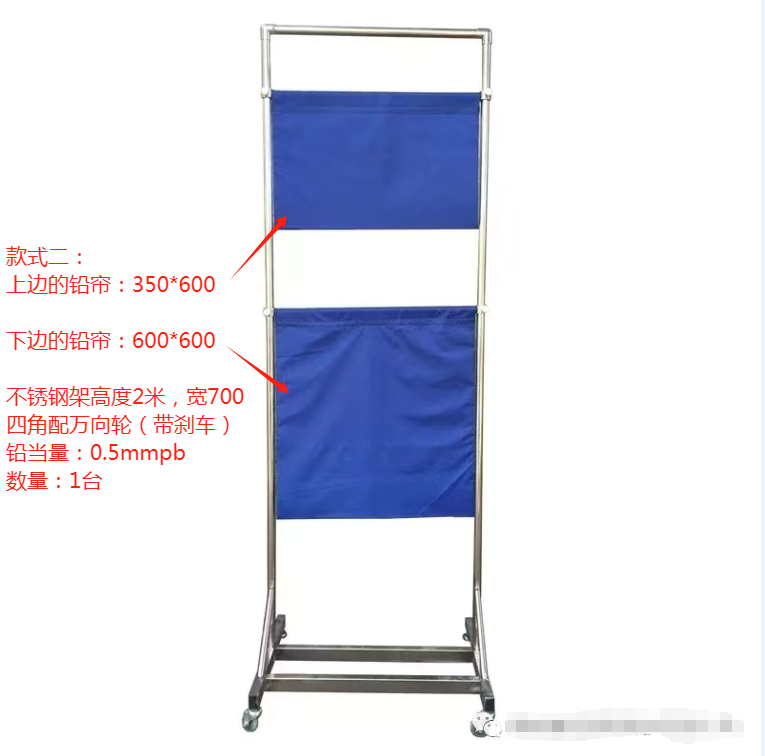 款式二：
上边的铅帘：350*600
下边的铅帘：600*600
不锈钢架高度2米，宽700
四角配万向轮（带刹车）
铅当量：0.5mmpb
数量：1台